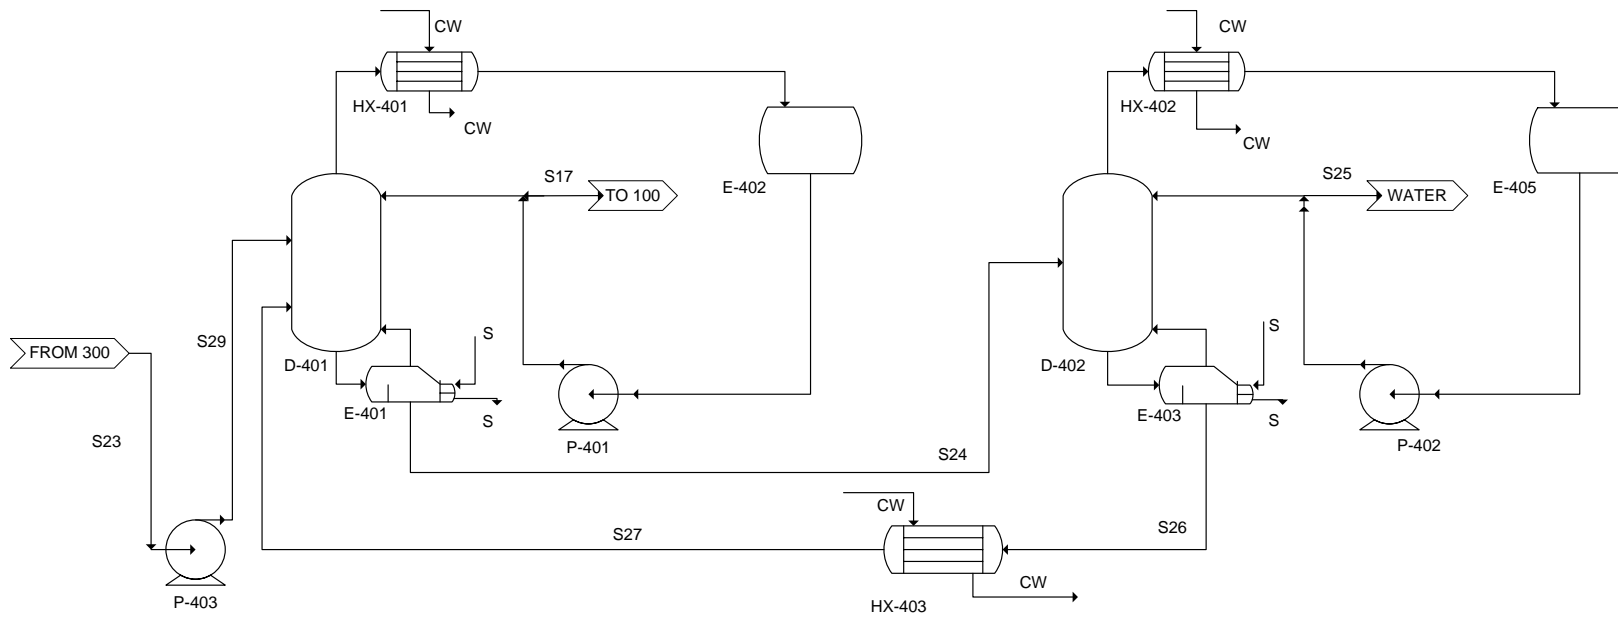 CW
CW
HX-401
HX-402
CW
CW
S17
E-402
S25
E-405
TO 100
WATER
S29
S
S
FROM 300
D-401
D-402
E-401
S
E-403
S
S23
P-401
P-402
S24
CW
S27
S26
CW
P-403
HX-403